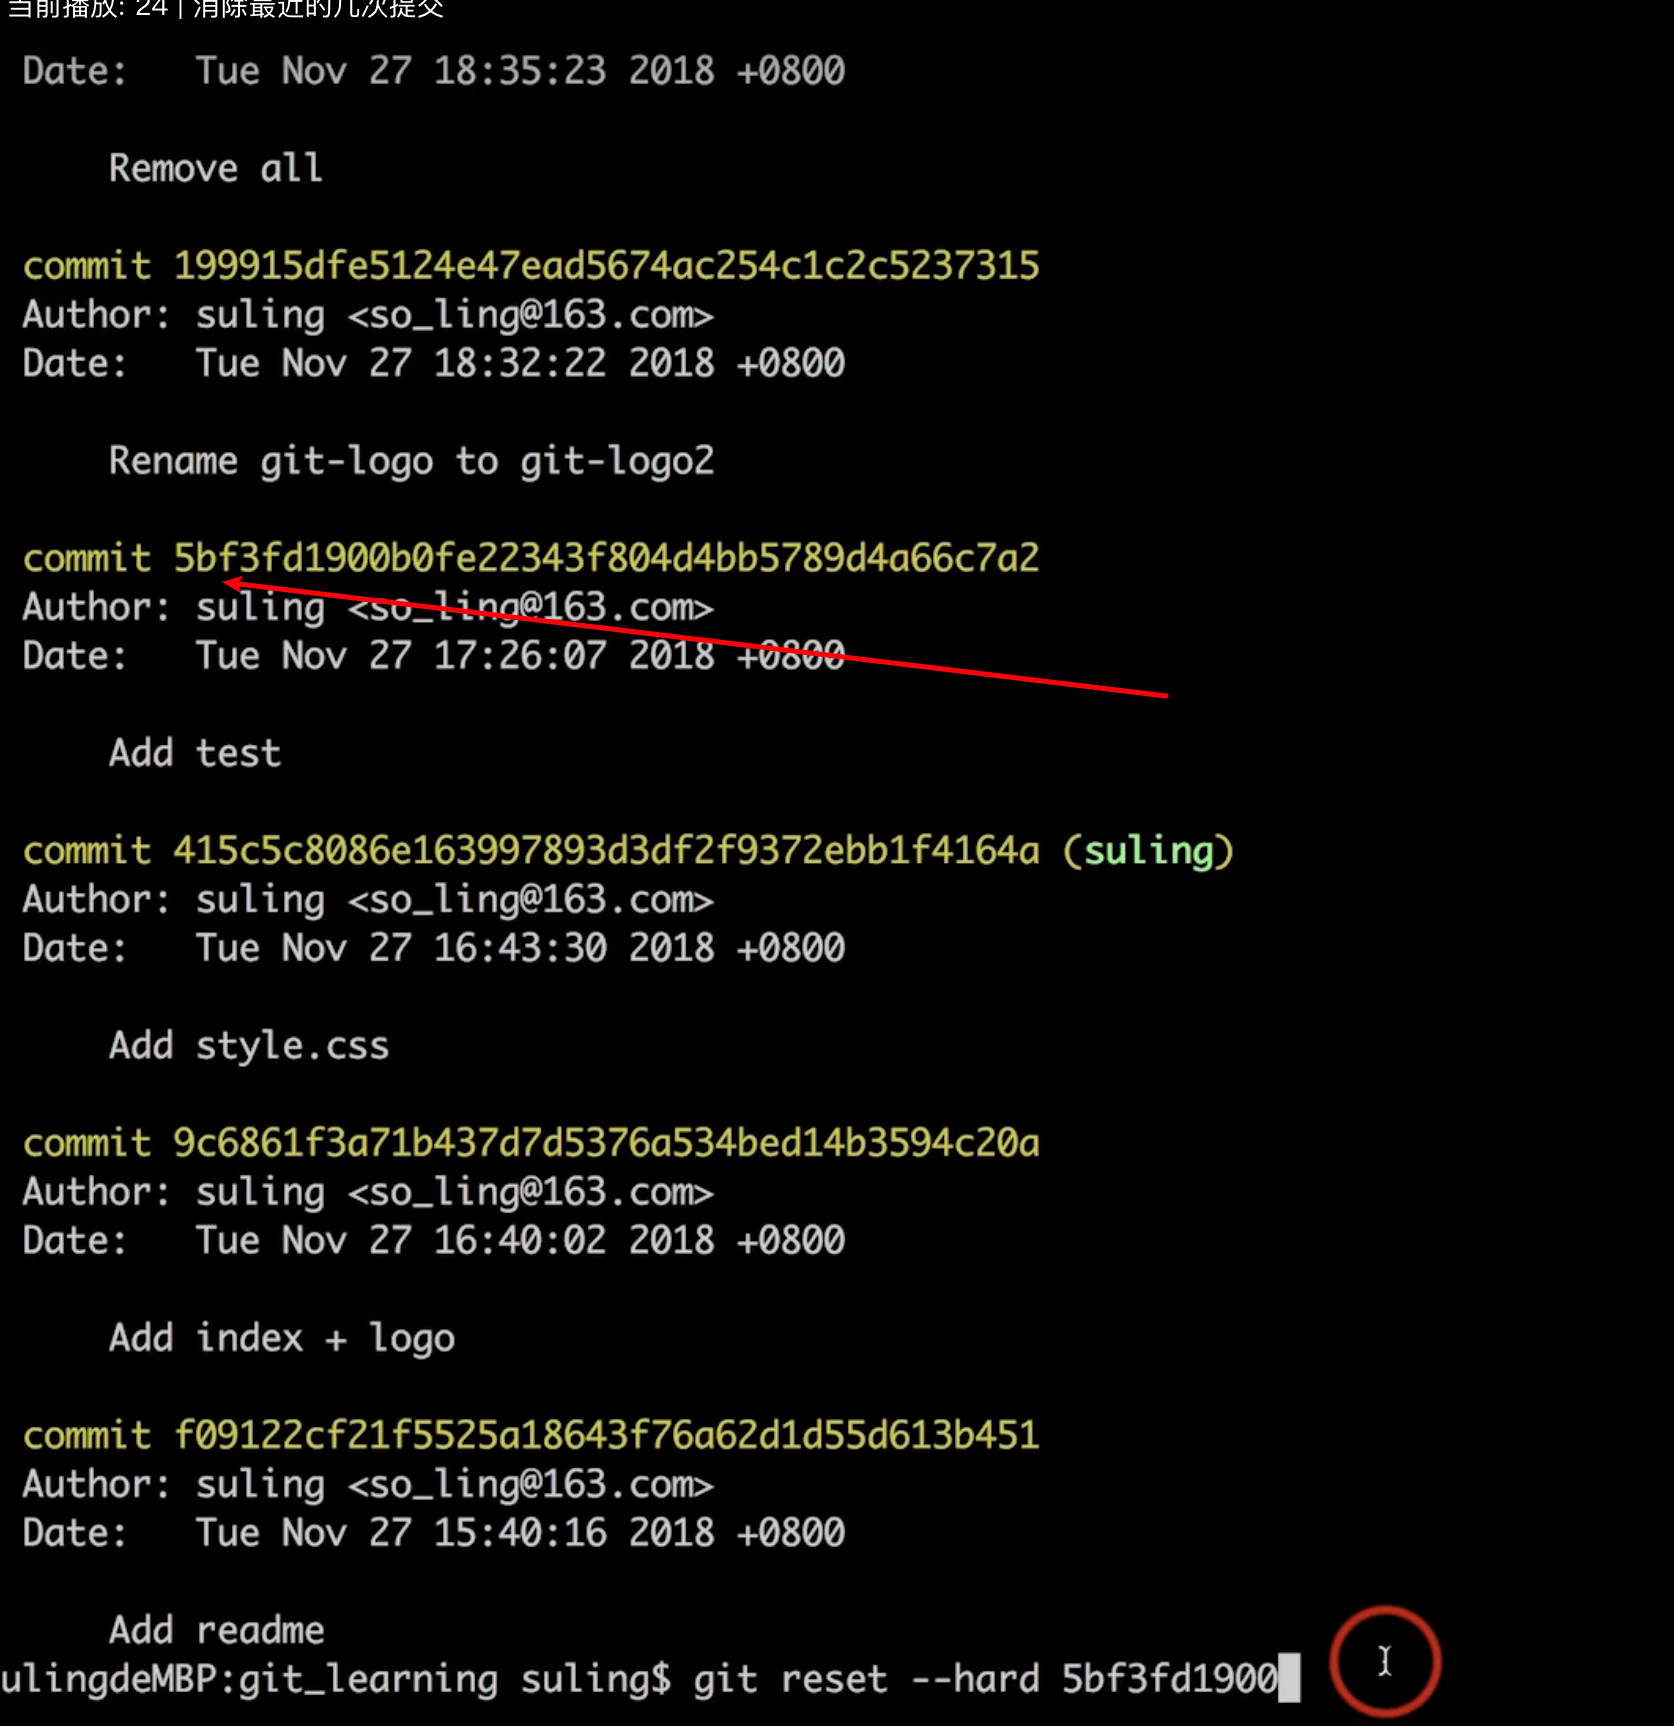 当前播放: 24 | 消除最近的几次提交
Date:   Tue Nov 27 18:35:23 2018 +0800
Remove all
commit 199915dfe5124e47ead5674ac254c1c2c5237315
Author: suling <so_ling@163.com>
Date:   Tue Nov 27 18:32:22 2018 +0800
Rename git-logo to git-logo2
commit 5bf3fd1900b0fe22343f804d4bb5789d4a66c7a2
Author: suling <so_ling@163.com>
Date:   Tue Nov 27 17:26:07 2018 +0800
Add test
commit 415c5c8086e163997893d3df2f9372ebb1f4164a (suling)
Author: suling <so_ling@163.com>
Date:   Tue Nov 27 16:43:30 2018 +0800
Add style.css
commit 9c6861f3a71b437d7d5376a534bed14b3594c20a
Author: suling <so_ling@163.com>
Date:   Tue Nov 27 16:40:02 2018 +0800
Add index + logo
commit f09122cf21f5525a18643f76a62d1d55d613b451
Author: suling <so_ling@163.com>
Date:   Tue Nov 27 15:40:16 2018 +0800
Add readme
ulingdeMBP:git_learning suling$ git reset --hard 5bf3fd1900